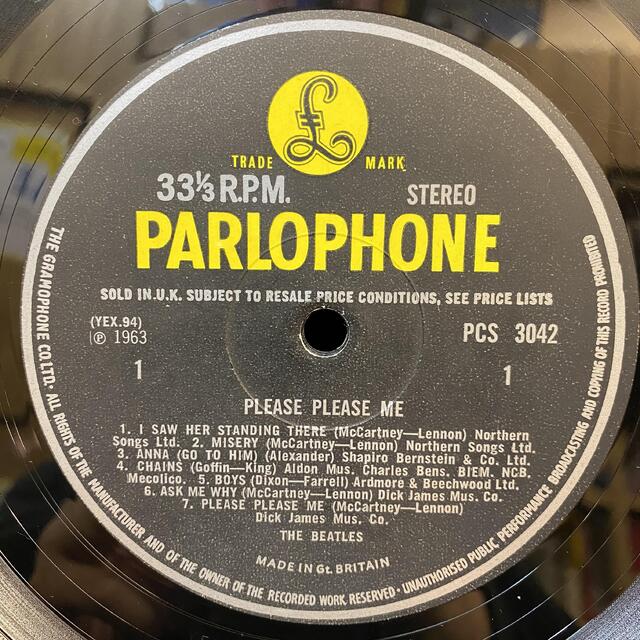 £
TRADE MARK
33⅓ R.P.M. STEREO
PARLOPHONE
SOLD IN U.K. SUBJECT TO RESALE PRICE CONDITIONS, SEE PRICE LISTS
(YEX.94)
℗ 1963 PCS 3042
1 1
PLEASE PLEASE ME
1. I SAW HER STANDING THERE (McCartney—Lennon) Northern
Songs Ltd. 2. MISERY (McCartney—Lennon) Northern Songs Ltd.
3. ANNA (GO TO HIM) (Alexander) Shapiro Bernstein & Co. Ltd.
4. CHAINS (Goffin—King) Aldon Mus. Charles Bens. BIEM. NCB.
Mecolico. 5. BOYS (Dixon—Farrell) Ardmore & Beechwood Ltd.
6. ASK ME WHY (McCartney—Lennon) Dick James Mus. Co.
7. PLEASE PLEASE ME (McCartney—Lennon)
Dick James Mus. Co.
THE BEATLES
MADE IN Gt. BRITAIN
THE GRAMOPHONE CO. LTD. · ALL RIGHTS OF THE MANUFACTURER AND OF THE OWNER OF THE RECORDED WORK RESERVED · UNAUTHORISED PUBLIC PERFORMANCE BROADCASTING AND COPYING OF THIS RECORD PROHIBITED